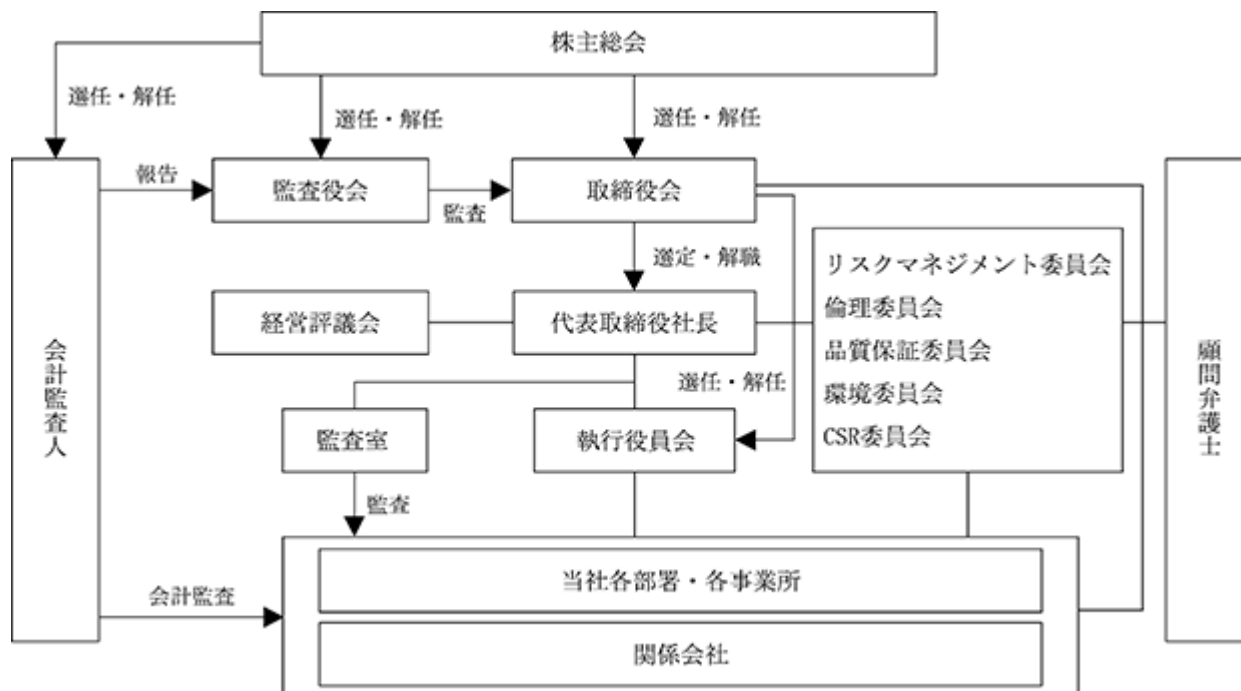 株主総会
選任・解任
選任・解任
選任・解任
会計監査人
報告
監査役会
監査
取締役会
選定・解職
経営評議会
代表取締役社長
選任・解任
リスクマネジメント委員会
倫理委員会
品質保証委員会
環境委員会
CSR委員会
顧問弁護士
監査室
執行役員会
監査
会計監査
当社各部署・各事業所
関係会社